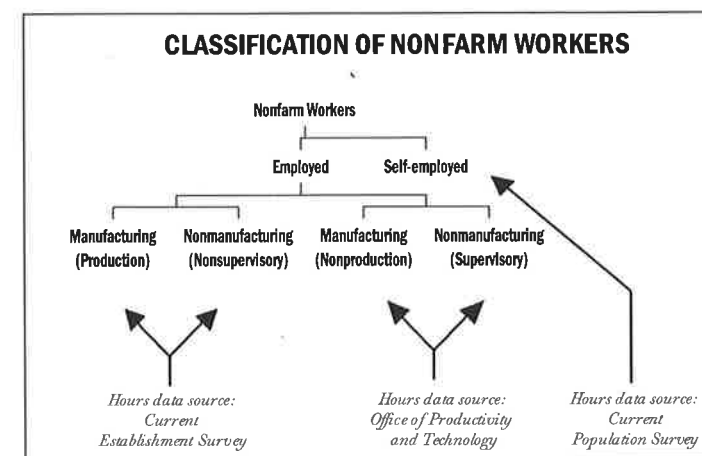 CLASSIFICATION OF NONFARM WORKERS
Nonfarm Workers
Employed Self-employed
Manufacturing Nonmanufacturing Manufacturing Nonmanufacturing
(Production) (Nonsupervisory) (Nonproduction) (Supervisory)
Hours data source: Hours data source: Hours data source:
Current Office of Productivity Current
Establishment Survey and Technology Population Survey